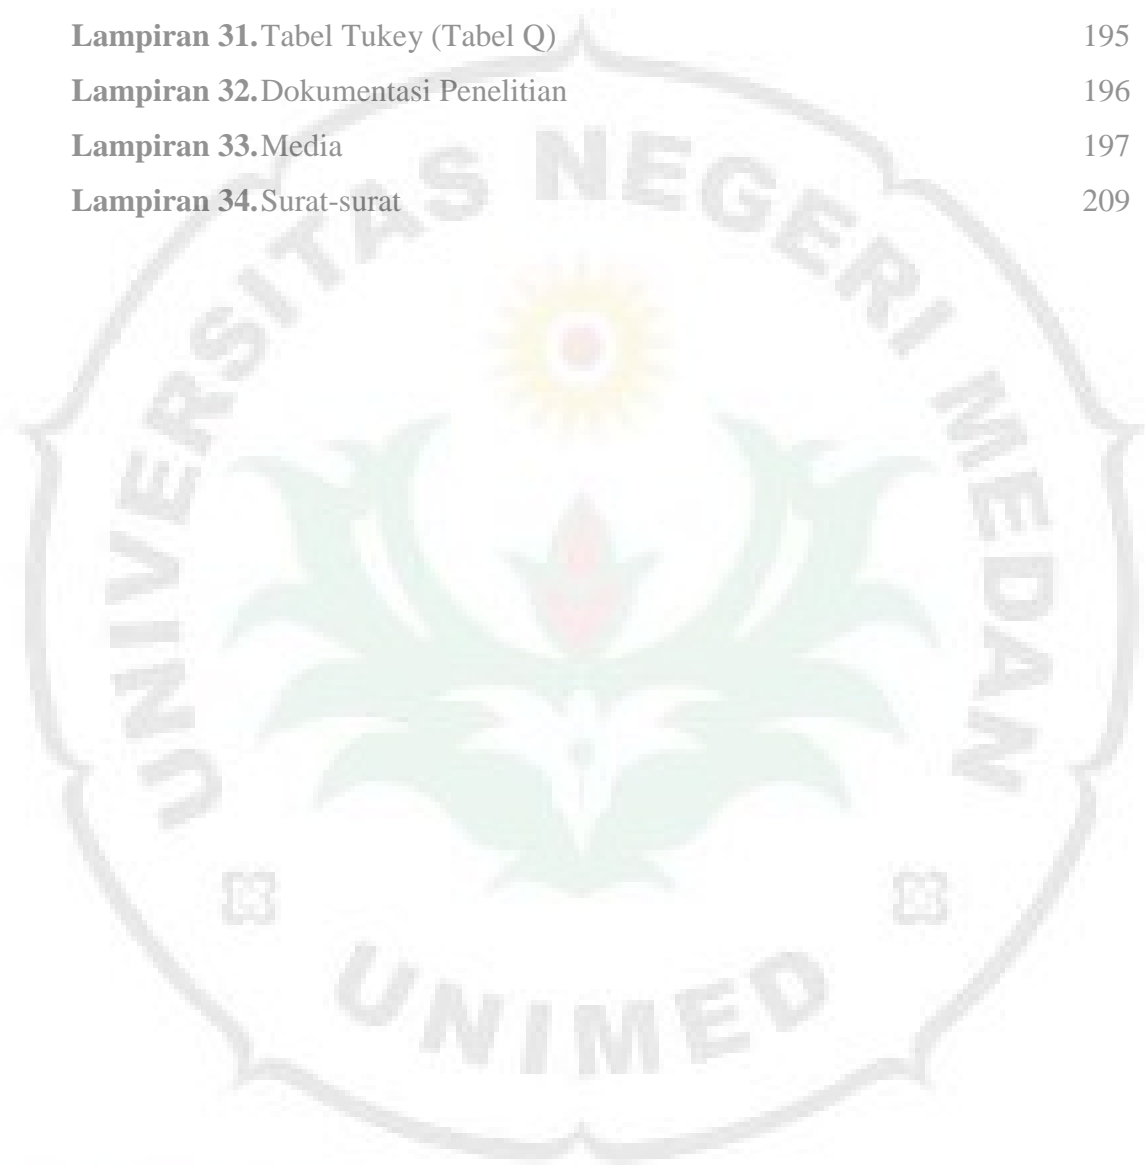 Lampiran 31. Tabel Tukey (Tabel Q) 195
Lampiran 32. Dokumentasi Penelitian 196
Lampiran 33. Media 197
Lampiran 34. Surat-surat 209
UNIVERSITAS NEGERI MEDAN
UNIMED